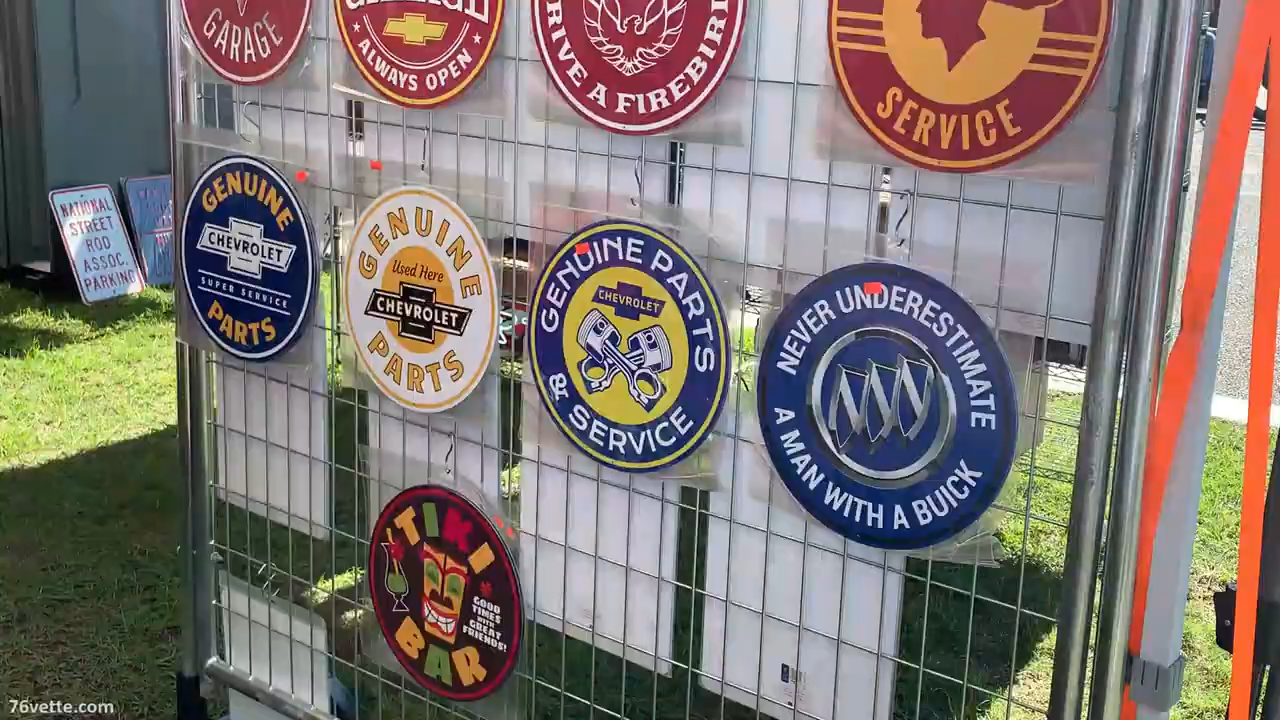 GARAGE
ALWAYS OPEN
DRIVE A FIREBIRD
SERVICE
NATIONAL
STREET
ROD
ASSOC.
PARKING
GENUINE
CHEVROLET
SUPER SERVICE
PARTS
GENUINE
Used Here
CHEVROLET
PARTS
GENUINE PARTS
CHEVROLET
& SERVICE
NEVER UNDERESTIMATE
A MAN WITH A BUICK
TIKI
GOOD
TIMES
WITH
GREAT
FRIENDS!
BAR
76vette.com